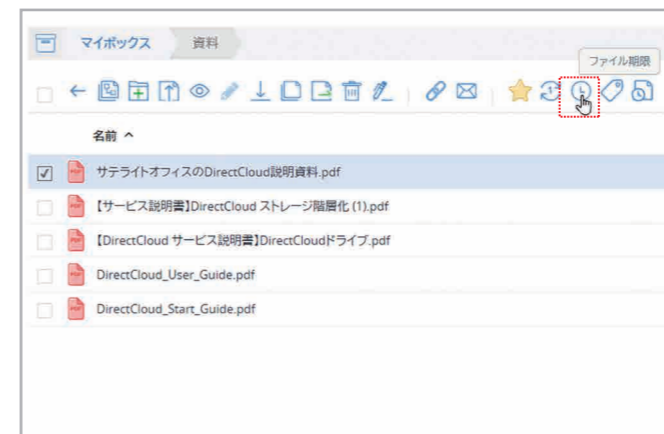 マイボックス 資料
ファイル期限
名前
サテライトオフィスのDirectCloud説明資料.pdf
【サービス説明書】DirectCloud ストレージ階層化 (1).pdf
【DirectCloud サービス説明書】DirectCloudドライブ.pdf
DirectCloud_User_Guide.pdf
DirectCloud_Start_Guide.pdf